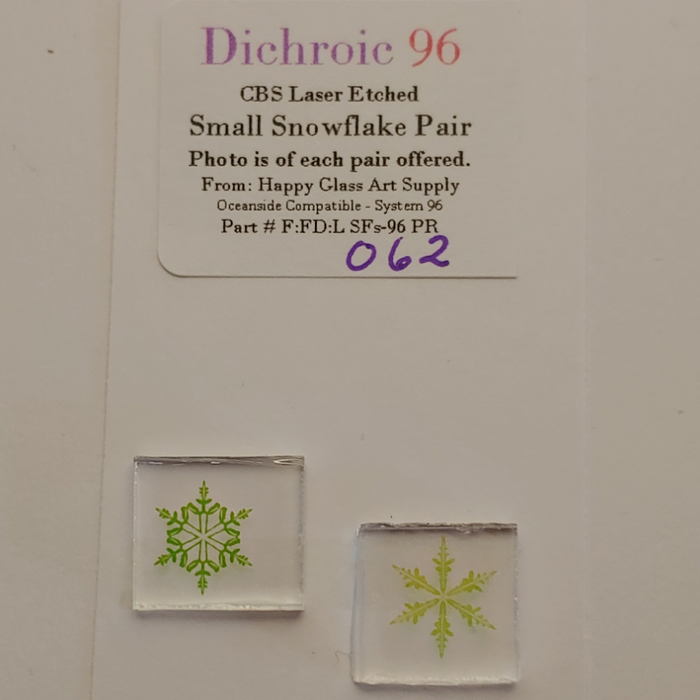 Dichroic 96
CBS Laser Etched
Small Snowflake Pair
Photo is of each pair offered.
From: Happy Glass Art Supply
Oceanside Compatible - System 96
Part # F:FD:L SFs-96 PR
062